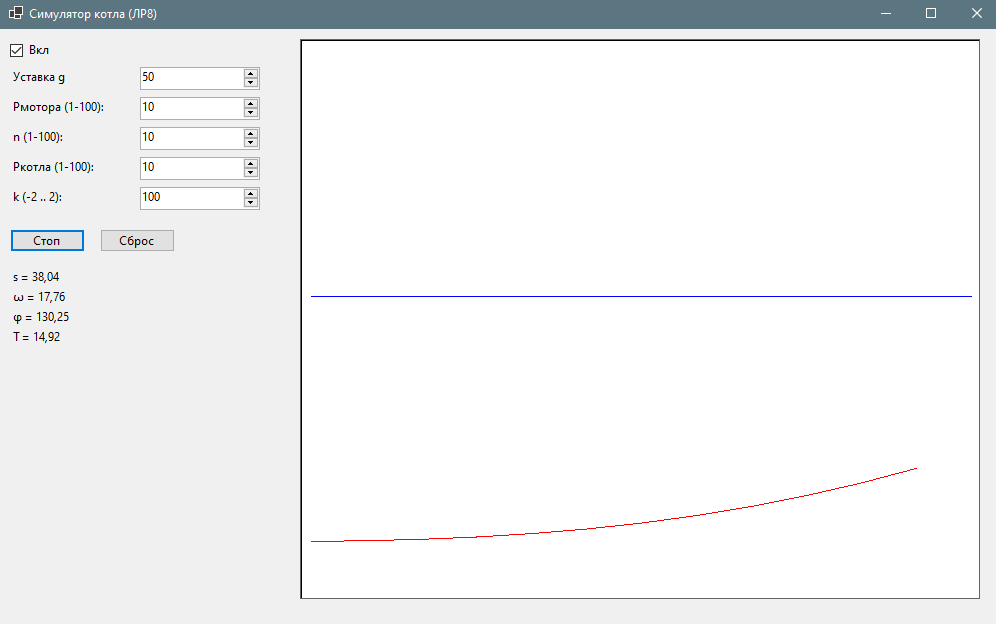 Симулятор котла (ЛР8)
Вкл
Уставка g 50
Pмотора (1-100): 10
n (1-100): 10
Pкотла (1-100): 10
k (-2 .. 2): 100
Стоп Сброс
s = 38,04
ω = 17,76
φ = 130,25
T = 14,92